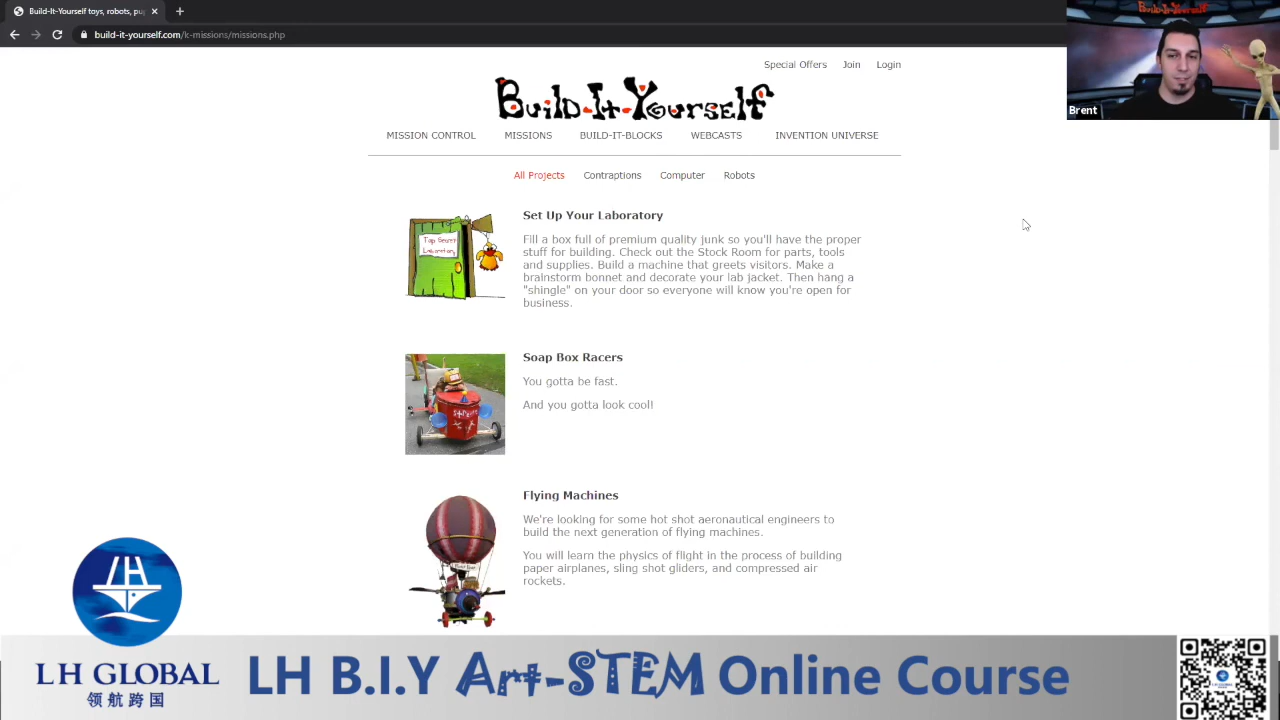 Build-It-Yourself toys, robots, pu
build-it-yourself.com/k-missions/missions.php
Build-It-Yourself
Brent
Special Offers Join Login
Build-It-Yourself
MISSION CONTROL MISSIONS BUILD-IT-BLOCKS WEBCASTS INVENTION UNIVERSE
All Projects Contraptions Computer Robots
Top Secret
Laboratory
Set Up Your Laboratory
Fill a box full of premium quality junk so you'll have the proper
stuff for building. Check out the Stock Room for parts, tools
and supplies. Build a machine that greets visitors. Make a
brainstorm bonnet and decorate your lab jacket. Then hang a
"shingle" on your door so everyone will know you're open for
business.
Soap Box Racers
You gotta be fast.
And you gotta look cool!
Flying Machines
We're looking for some hot shot aeronautical engineers to
build the next generation of flying machines.
You will learn the physics of flight in the process of building
paper airplanes, sling shot gliders, and compressed air
rockets.
LH
LH GLOBAL
领航跨国
LH B.I.Y Art-STEM Online Course